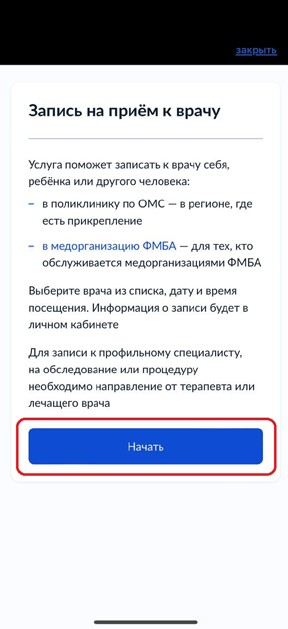 закрыть
Запись на приём к врачу
Услуга поможет записать к врачу себя,
ребёнка или другого человека:
– в поликлинику по ОМС — в регионе, где
есть прикрепление
– в медорганизацию ФМБА — для тех, кто
обслуживается медорганизациями ФМБА
Выберите врача из списка, дату и время
посещения. Информация о записи будет в
личном кабинете
Для записи к профильному специалисту,
на обследование или процедуру
необходимо направление от терапевта или
лечащего врача
Начать